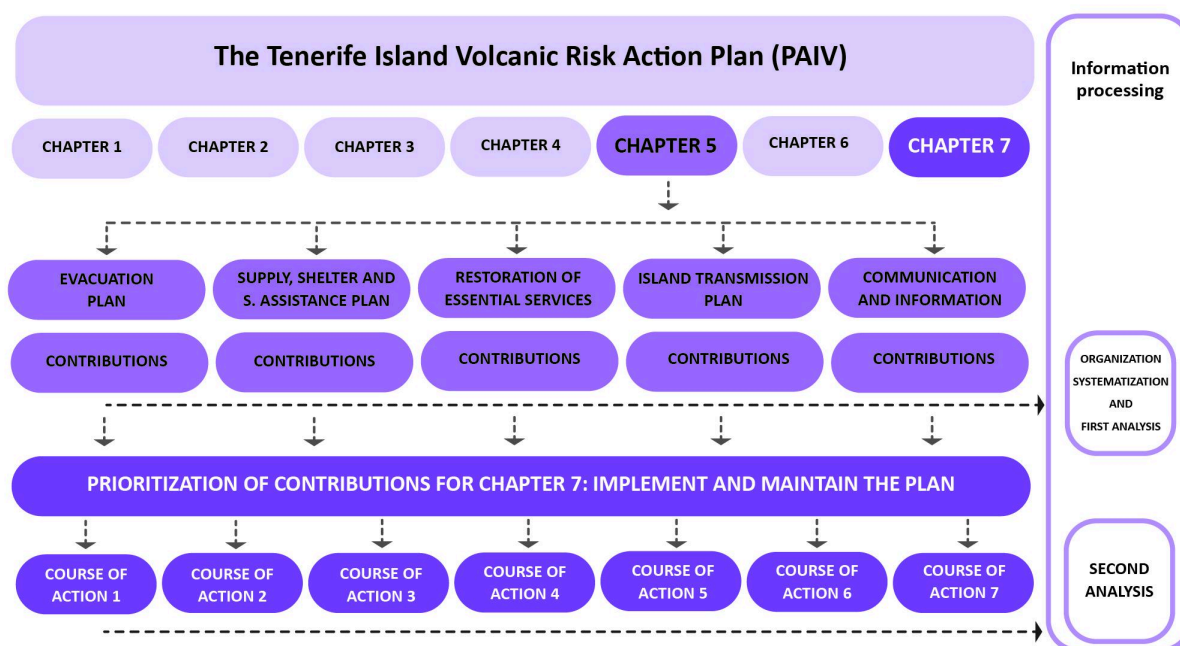 The Tenerife Island Volcanic Risk Action Plan (PAIV)
Information
processing
CHAPTER 1
CHAPTER 2
CHAPTER 3
CHAPTER 4
CHAPTER 5
CHAPTER 6
CHAPTER 7
EVACUATION
PLAN
SUPPLY, SHELTER AND
S. ASSISTANCE PLAN
RESTORATION OF
ESSENTIAL SERVICES
ISLAND TRANSMISSION
PLAN
COMMUNICATION
AND INFORMATION
CONTRIBUTIONS
CONTRIBUTIONS
CONTRIBUTIONS
CONTRIBUTIONS
CONTRIBUTIONS
ORGANIZATION
SYSTEMATIZATION
AND
FIRST ANALYSIS
PRIORITIZATION OF CONTRIBUTIONS FOR CHAPTER 7: IMPLEMENT AND MAINTAIN THE PLAN
COURSE OF
ACTION 1
COURSE OF
ACTION 2
COURSE OF
ACTION 3
COURSE OF
ACTION 4
COURSE OF
ACTION 5
COURSE OF
ACTION 6
COURSE OF
ACTION 7
SECOND
ANALYSIS